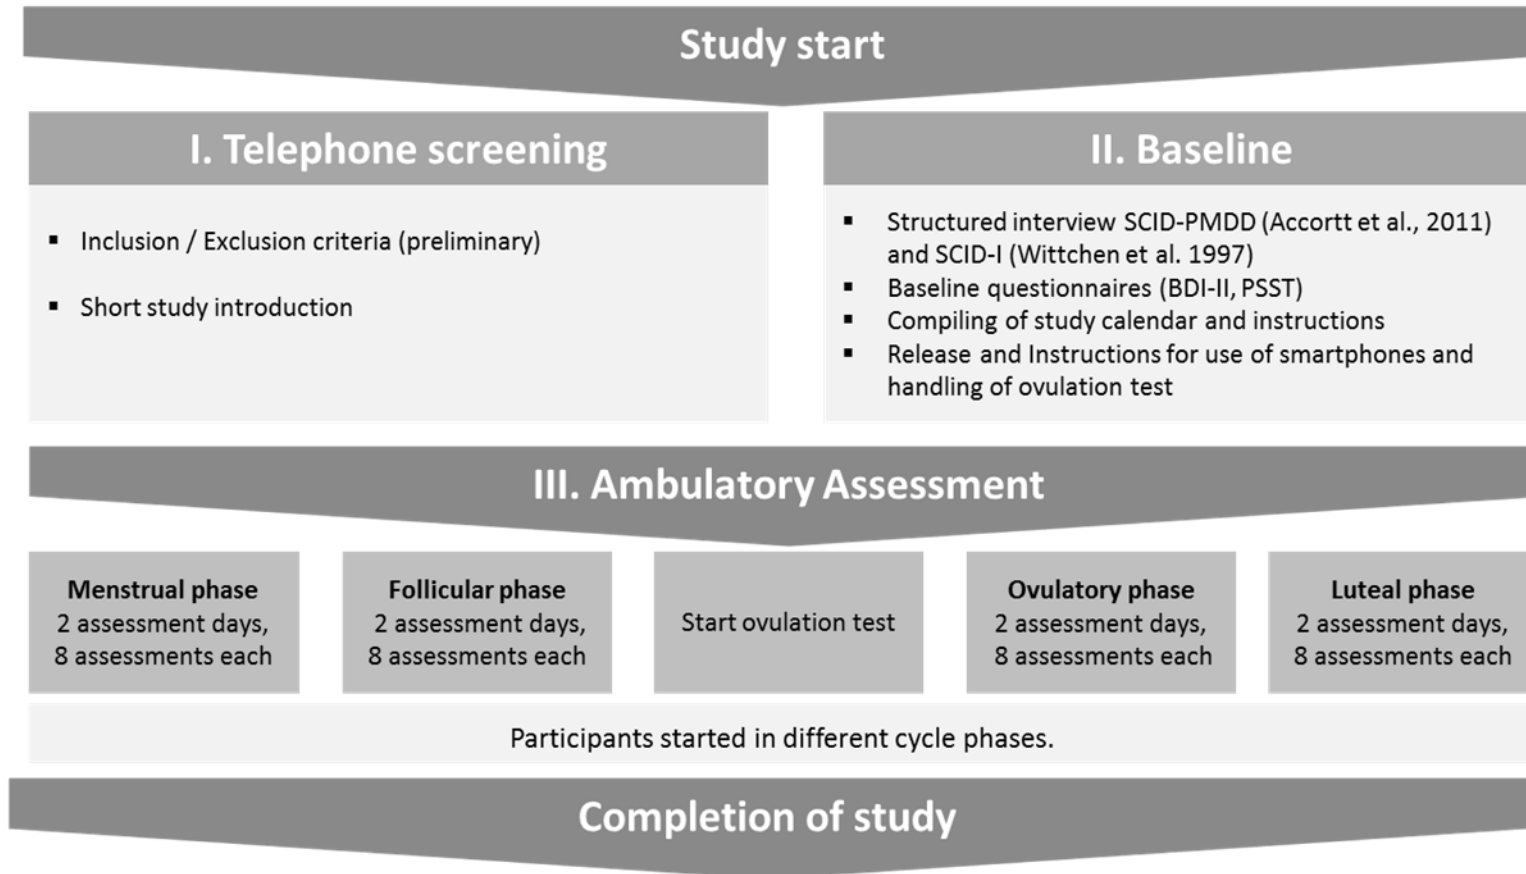 Study start
I. Telephone screening
▪ Inclusion / Exclusion criteria (preliminary)
▪ Short study introduction
II. Baseline
▪ Structured interview SCID-PMDD (Accortt et al., 2011)
and SCID-I (Wittchen et al. 1997)
▪ Baseline questionnaires (BDI-II, PSST)
▪ Compiling of study calendar and instructions
▪ Release and Instructions for use of smartphones and
handling of ovulation test
III. Ambulatory Assessment
Menstrual phase
2 assessment days,
8 assessments each
Follicular phase
2 assessment days,
8 assessments each
Start ovulation test
Ovulatory phase
2 assessment days,
8 assessments each
Luteal phase
2 assessment days,
8 assessments each
Participants started in different cycle phases.
Completion of study